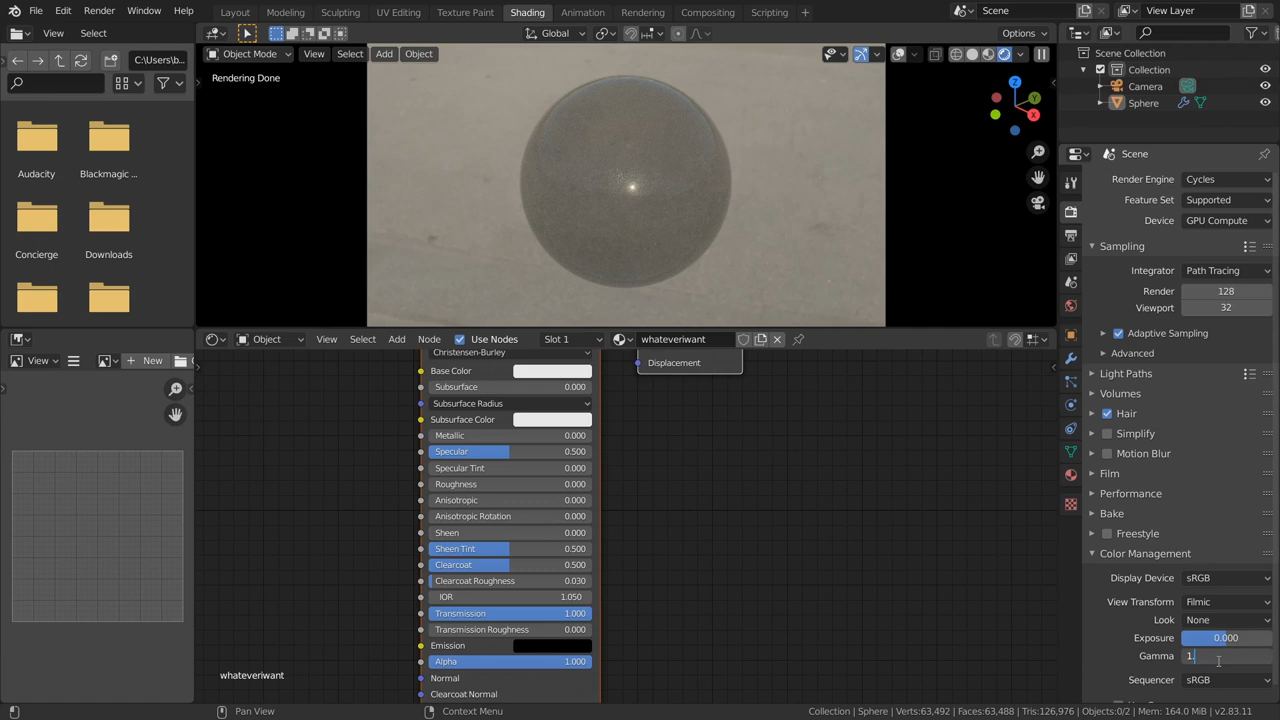 File Edit Render Window Help Layout Modeling Sculpting UV Editing Texture Paint Shading Animation Rendering Compositing Scripting + Scene View Layer
View Select
Global
Options
C:\Users\b...
Object Mode View Select Add Object
Rendering Done
Z
Y
X
Audacity
Blackmagic ...
Concierge
Downloads
Scene Collection
Collection
Camera
Sphere
Scene
Render Engine Cycles
Feature Set Supported
Device GPU Compute
Sampling
Integrator Path Tracing
Render 128
Viewport 32
Adaptive Sampling
Advanced
Light Paths
Volumes
Hair
Simplify
Motion Blur
Film
Performance
Bake
Freestyle
Color Management
Display Device sRGB
View Transform Filmic
Look None
Exposure 0.000
Gamma 1.
Sequencer sRGB
View New
Object View Select Add Node Use Nodes Slot 1 whateveriwant
Christensen-Burley
Base Color
Subsurface 0.000
Subsurface Radius
Subsurface Color
Metallic 0.000
Specular 0.500
Specular Tint 0.000
Roughness 0.000
Anisotropic 0.000
Anisotropic Rotation 0.000
Sheen 0.000
Sheen Tint 0.500
Clearcoat 0.500
Clearcoat Roughness 0.030
IOR 1.050
Transmission 1.000
Transmission Roughness 0.000
Emission
Alpha 1.000
Normal
Clearcoat Normal
Displacement
whateveriwant
Pan View
Context Menu
Collection | Sphere | Verts:63,492 | Faces:63,488 | Tris:126,976 | Objects:0/2 | Mem: 164.0 MiB | v2.83.11